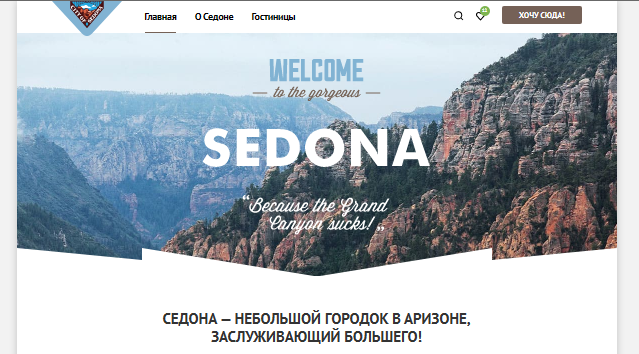 Главная
О Седоне
Гостиницы
ХОЧУ СЮДА!
WELCOME
to the gorgeous
SEDONA
“Because the Grand
Canyon sucks!„
СЕДОНА — НЕБОЛЬШОЙ ГОРОДОК В АРИЗОНЕ,
ЗАСЛУЖИВАЮЩИЙ БОЛЬШЕГО!